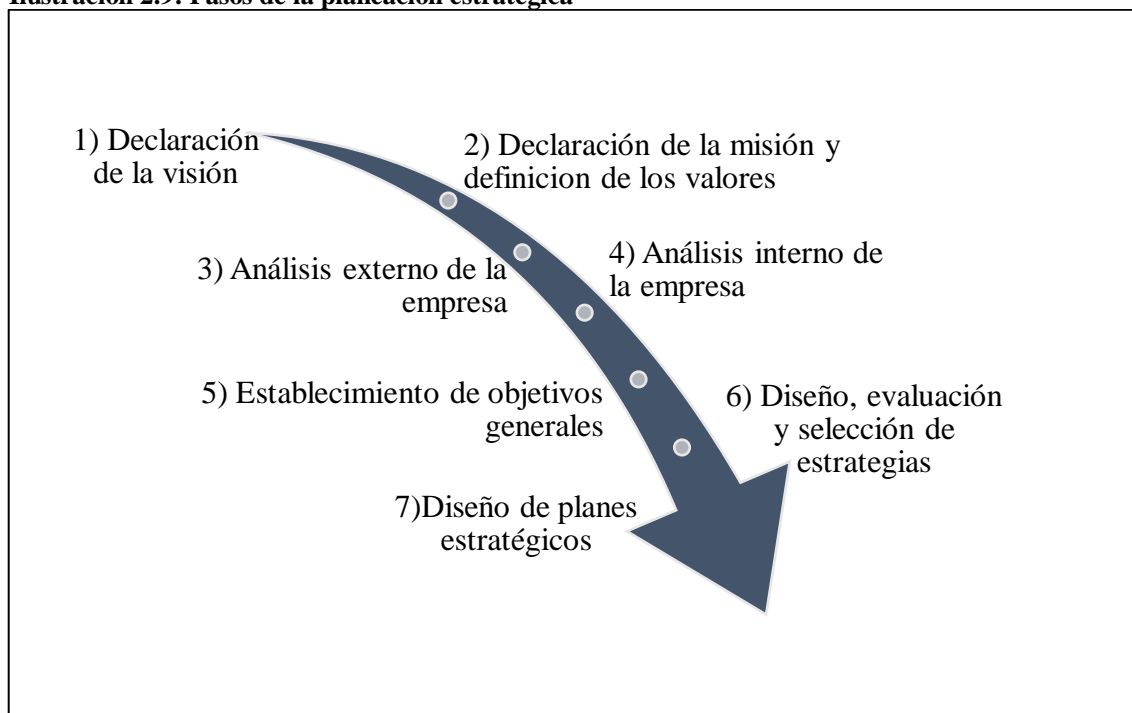 Ilustración 2.9. Pasos de la planeación estratégica
1) Declaración
de la visión
2) Declaración de la misión y
definicion de los valores
3) Análisis externo de la
empresa
4) Análisis interno de
la empresa
5) Establecimiento de objetivos
generales
6) Diseño, evaluación
y selección de
estrategias
7)Diseño de planes
estratégicos